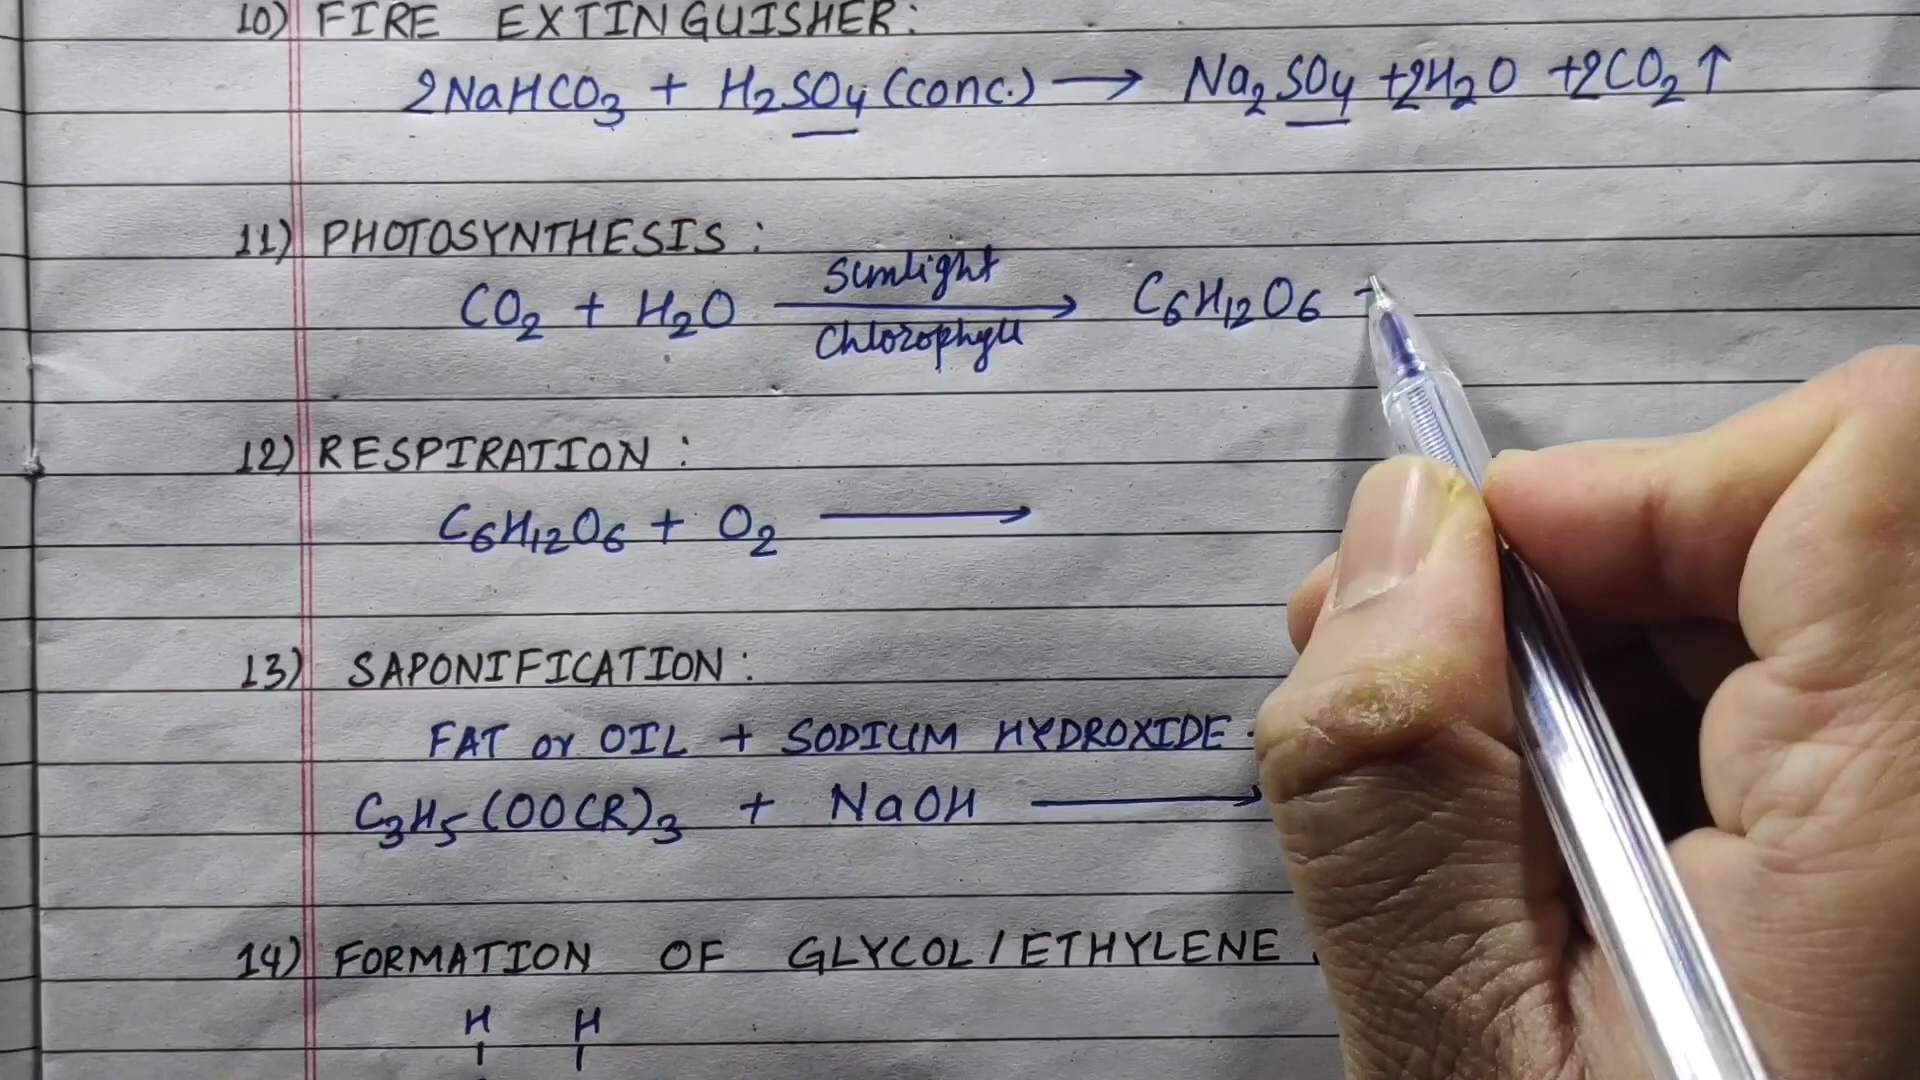 10) FIRE EXTINGUISHER:
2NaHCO3 + H2SO4 (conc.) → Na2SO4 +2H2O +2CO2↑
11) PHOTOSYNTHESIS:
Sunlight
CO2 + H2O → C6H12O6 +
Chlorophyll
12) RESPIRATION:
C6H12O6 + O2 →
13) SAPONIFICATION:
FAT or OIL + SODIUM HYDROXIDE
C3H5(OOCR)3 + NaOH →
14) FORMATION OF GLYCOL/ETHYLENE
H H